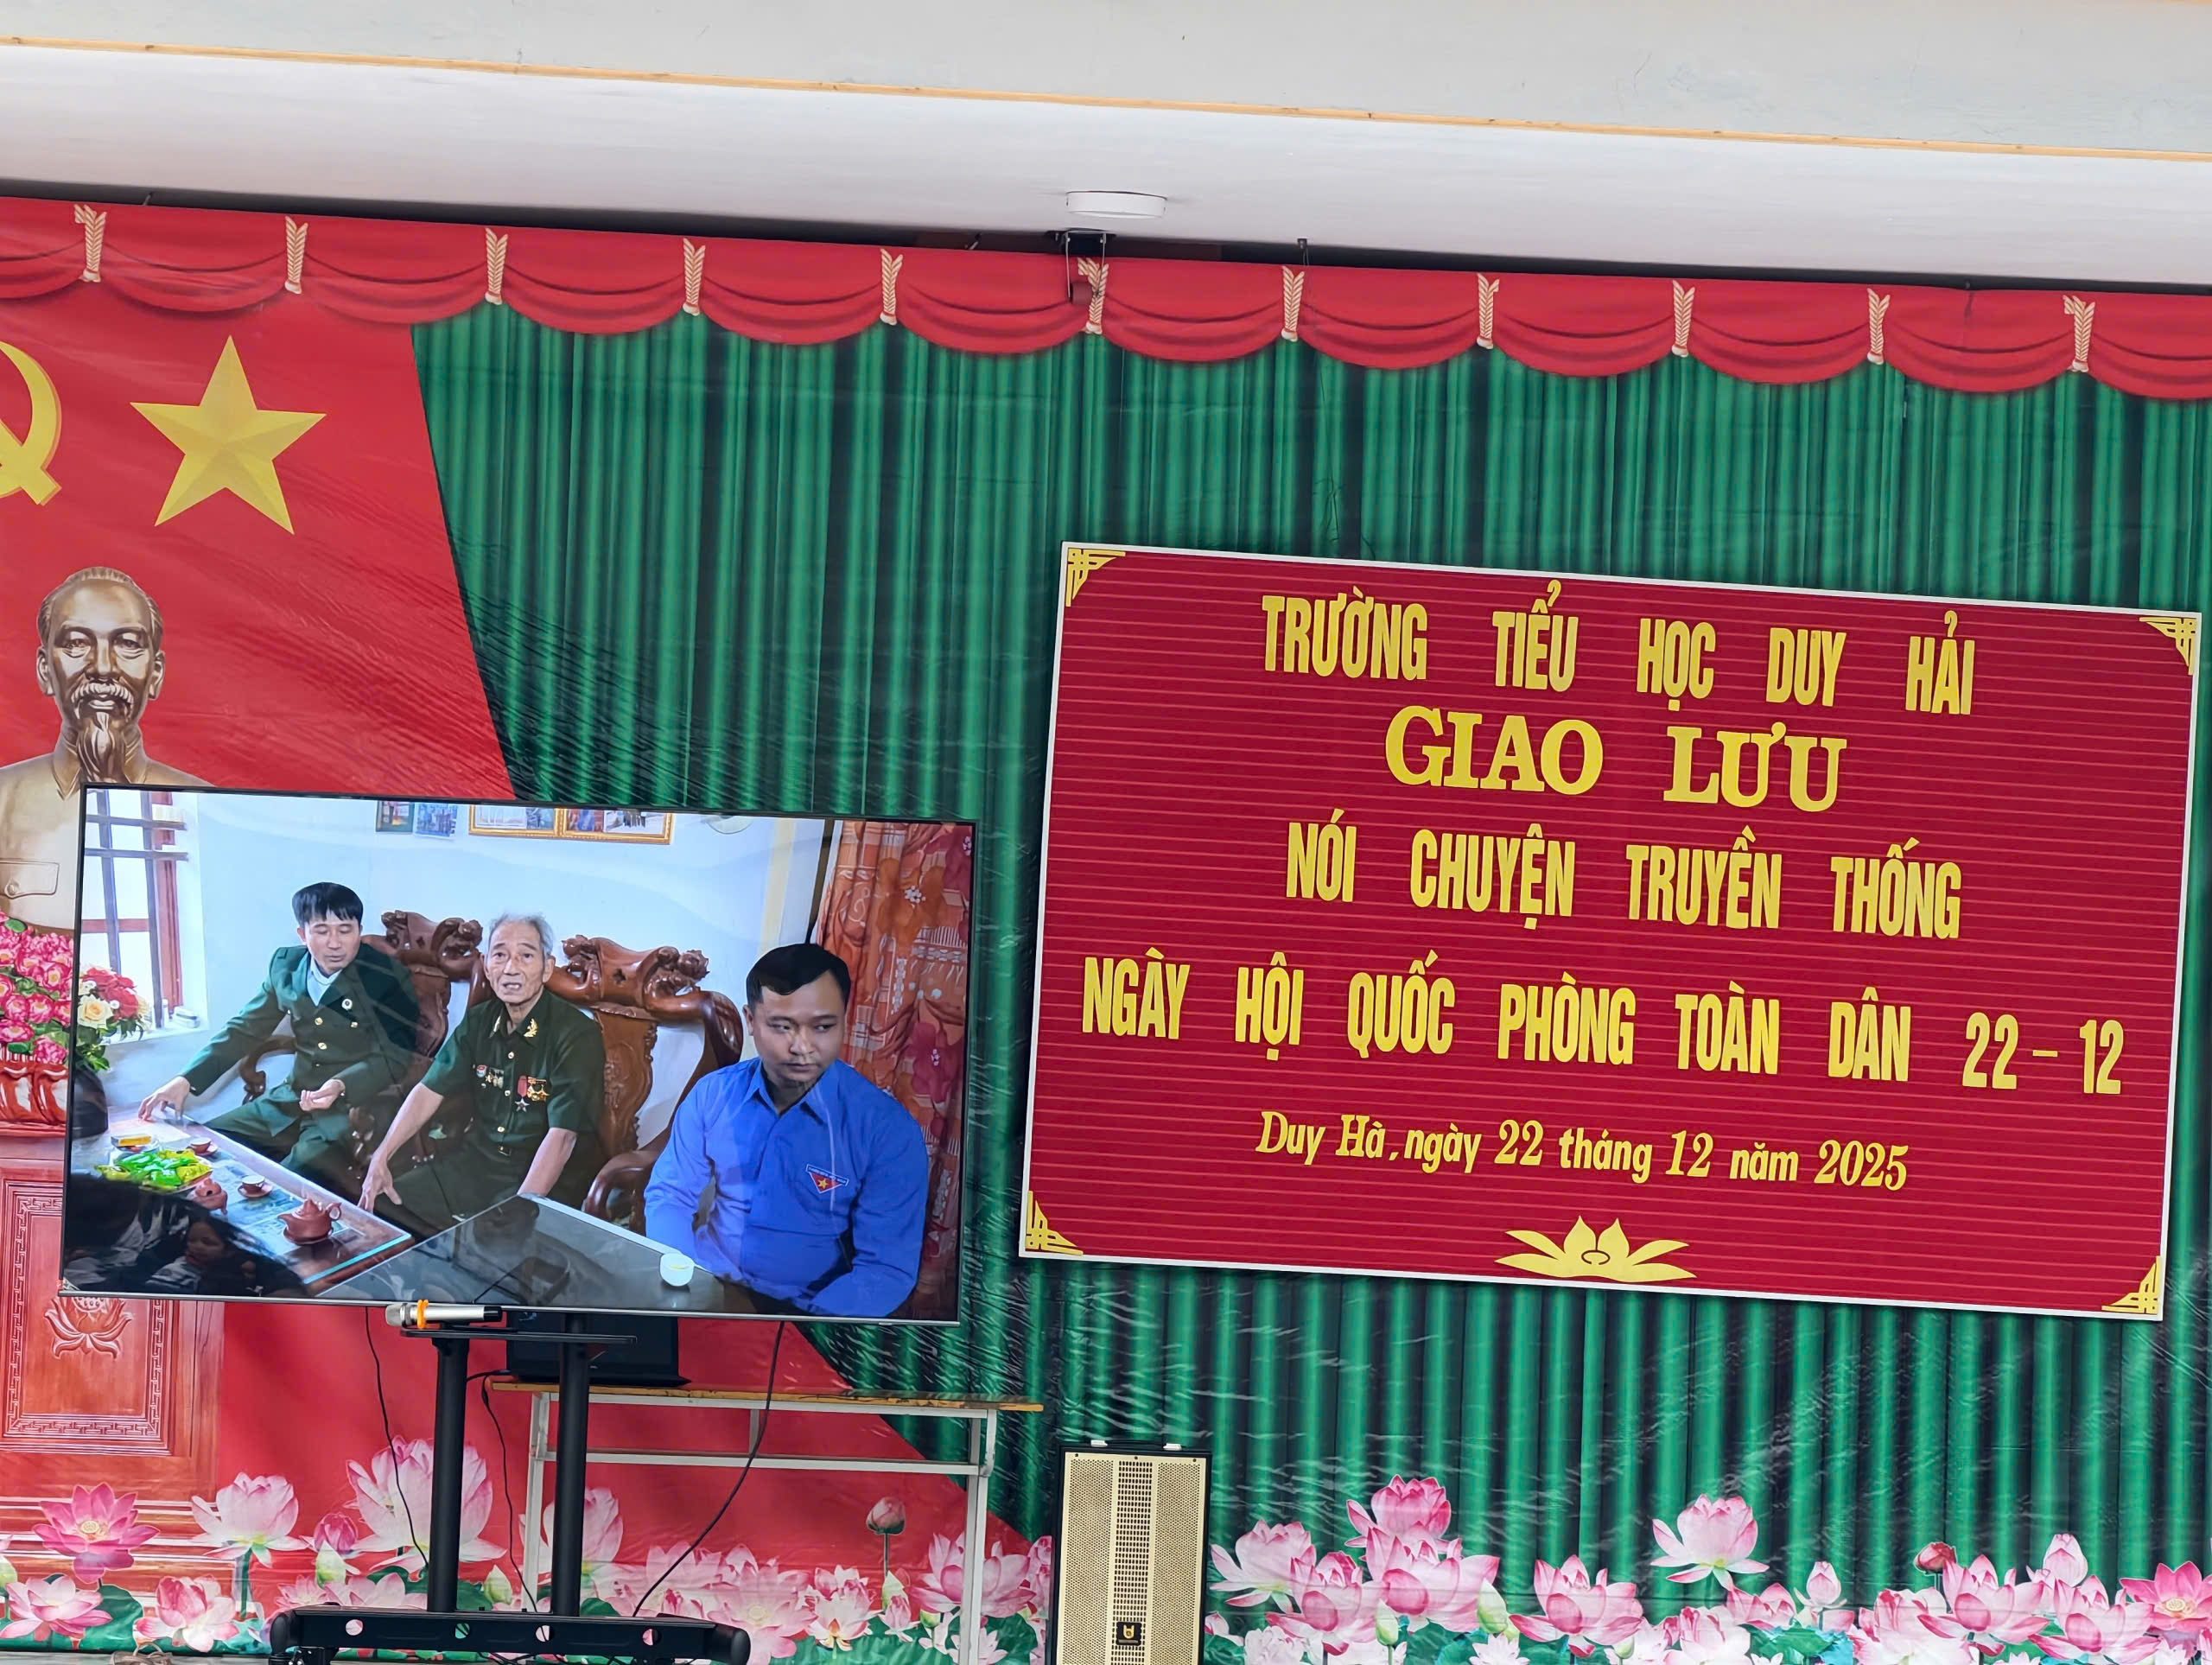 TRƯỜNG TIỂU HỌC DUY HẢI
GIAO LƯU
NÓI CHUYỆN TRUYỀN THỐNG
NGÀY HỘI QUỐC PHÒNG TOÀN DÂN 22 - 12
Duy Hà, ngày 22 tháng 12 năm 2025